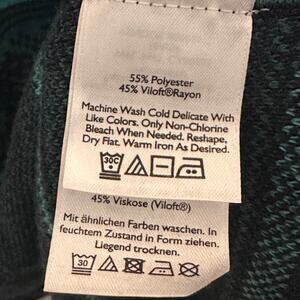 55% Polyester
45% Viloft®Rayon
Machine Wash Cold Delicate With
Like Colors. Only Non-Chlorine
Bleach When Needed. Reshape,
Dry Flat. Warm Iron As Desired.
30C
45% Viskose (Viloft®)
Mit ähnlichen Farben waschen. In
feuchtem Zustand in Form ziehen.
Liegend trocknen.
30